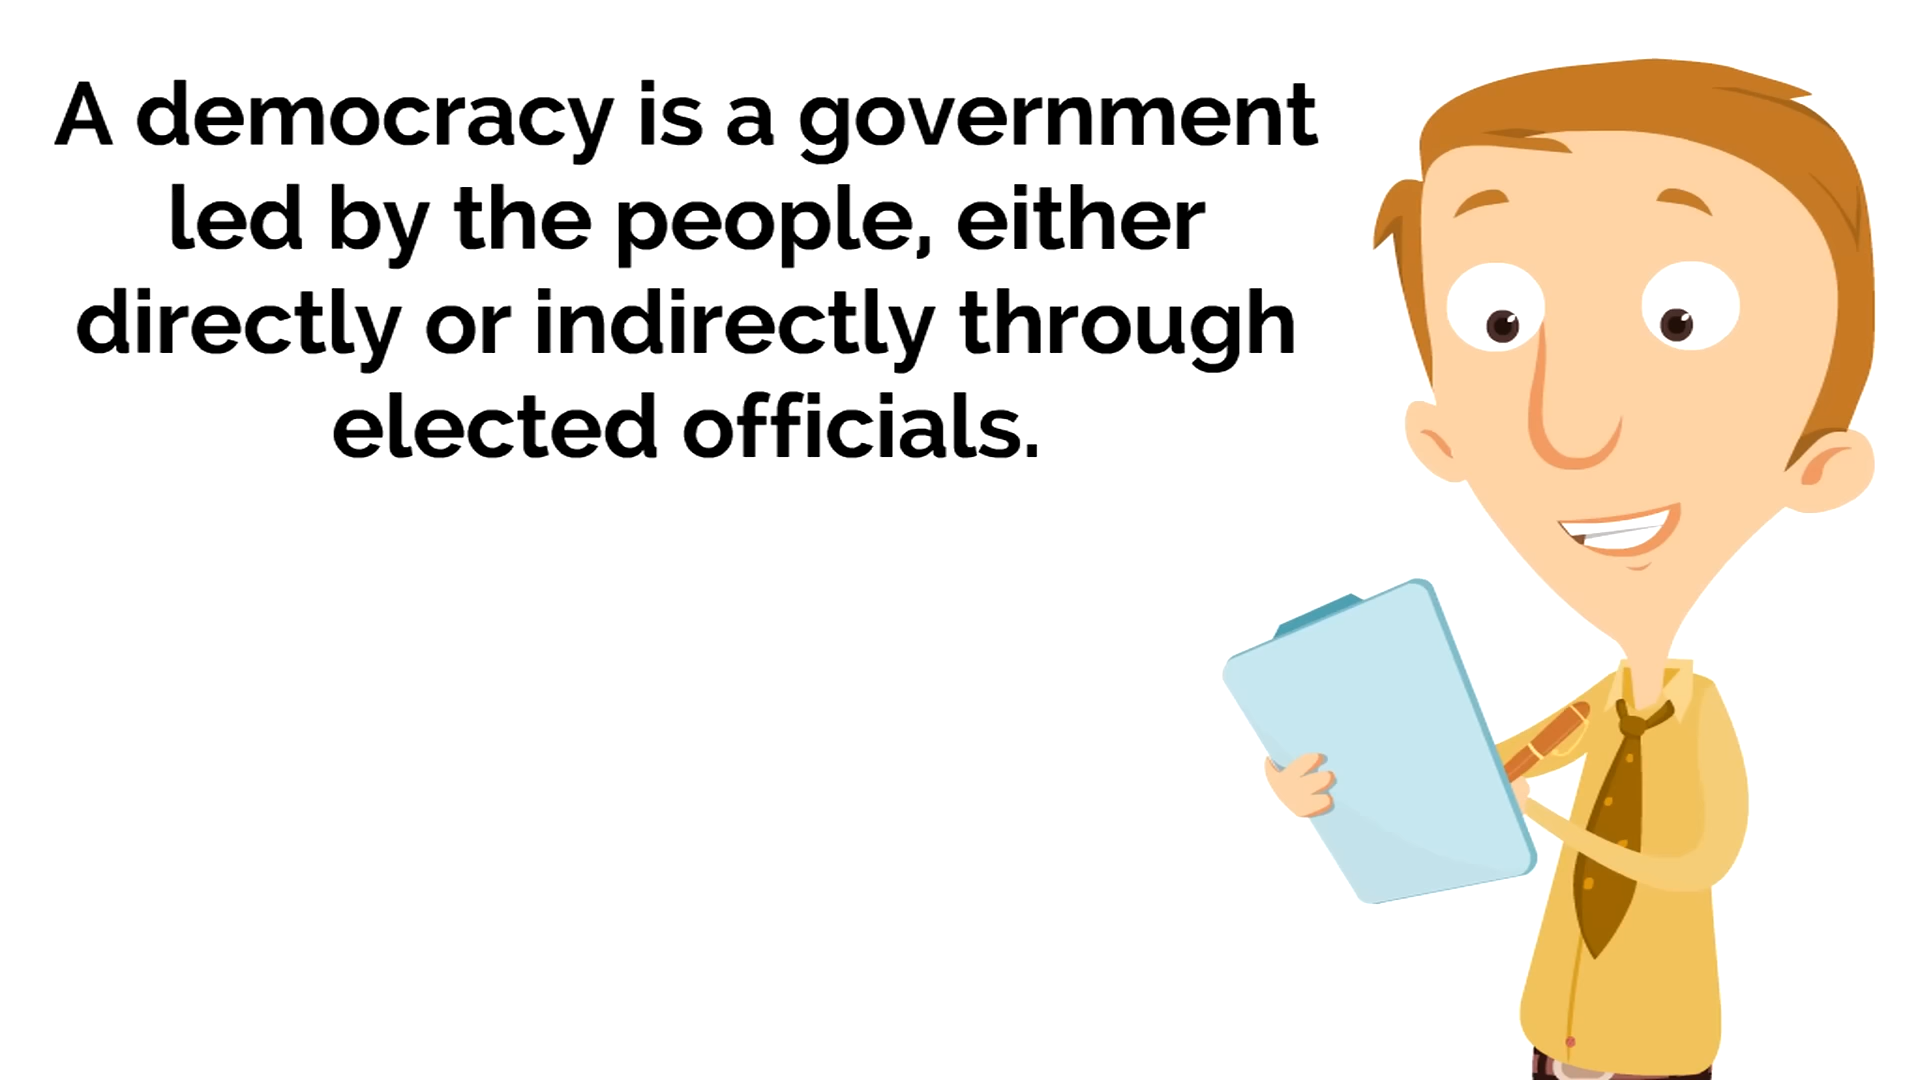 A democracy is a government
led by the people, either
directly or indirectly through
elected officials.